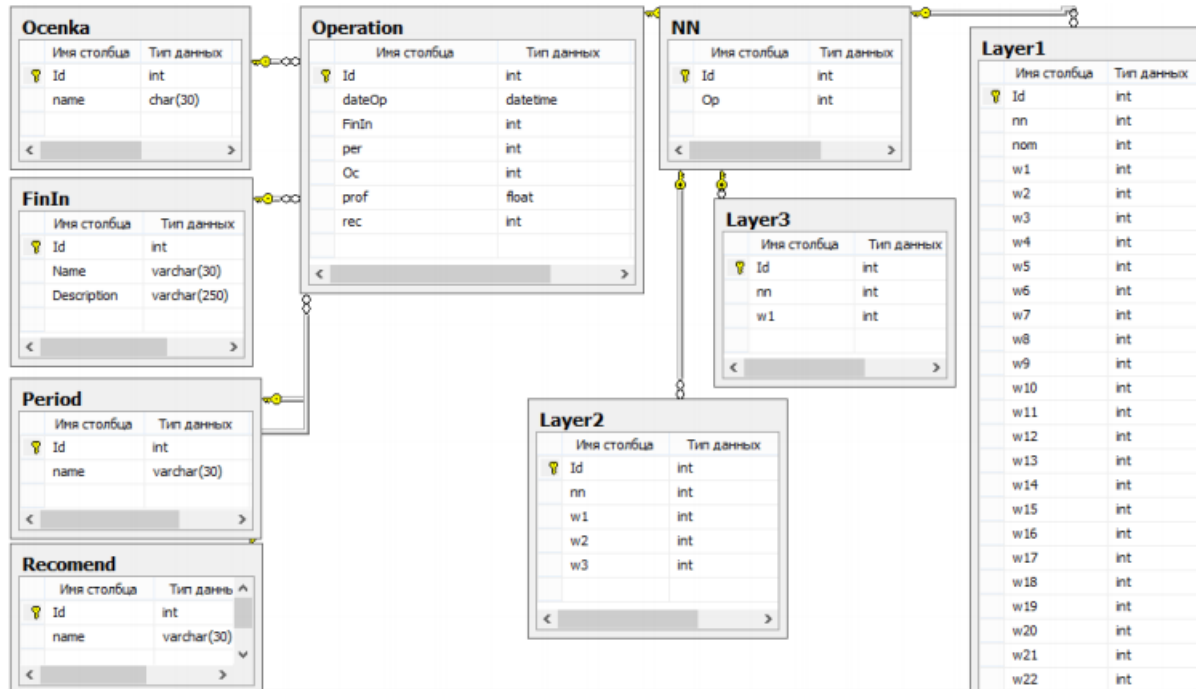 Ocenka
Имя столбца Тип данных
Id int
name char(30)
FinIn
Имя столбца Тип данных
Id int
Name varchar(30)
Description varchar(250)
Period
Имя столбца Тип данных
Id int
name varchar(30)
Recomend
Имя столбца Тип даннь
Id int
name varchar(30)
Operation
Имя столбца Тип данных
Id int
dateOp datetime
FinIn int
per int
Oc int
prof float
rec int
NN
Имя столбца Тип данных
Id int
Op int
Layer3
Имя столбца Тип данных
Id int
nn int
w1 int
Layer2
Имя столбца Тип данных
Id int
nn int
w1 int
w2 int
w3 int
Layer1
Имя столбца Тип данных
Id int
nn int
nom int
w1 int
w2 int
w3 int
w4 int
w5 int
w6 int
w7 int
w8 int
w9 int
w10 int
w11 int
w12 int
w13 int
w14 int
w15 int
w16 int
w17 int
w18 int
w19 int
w20 int
w21 int
w22 int